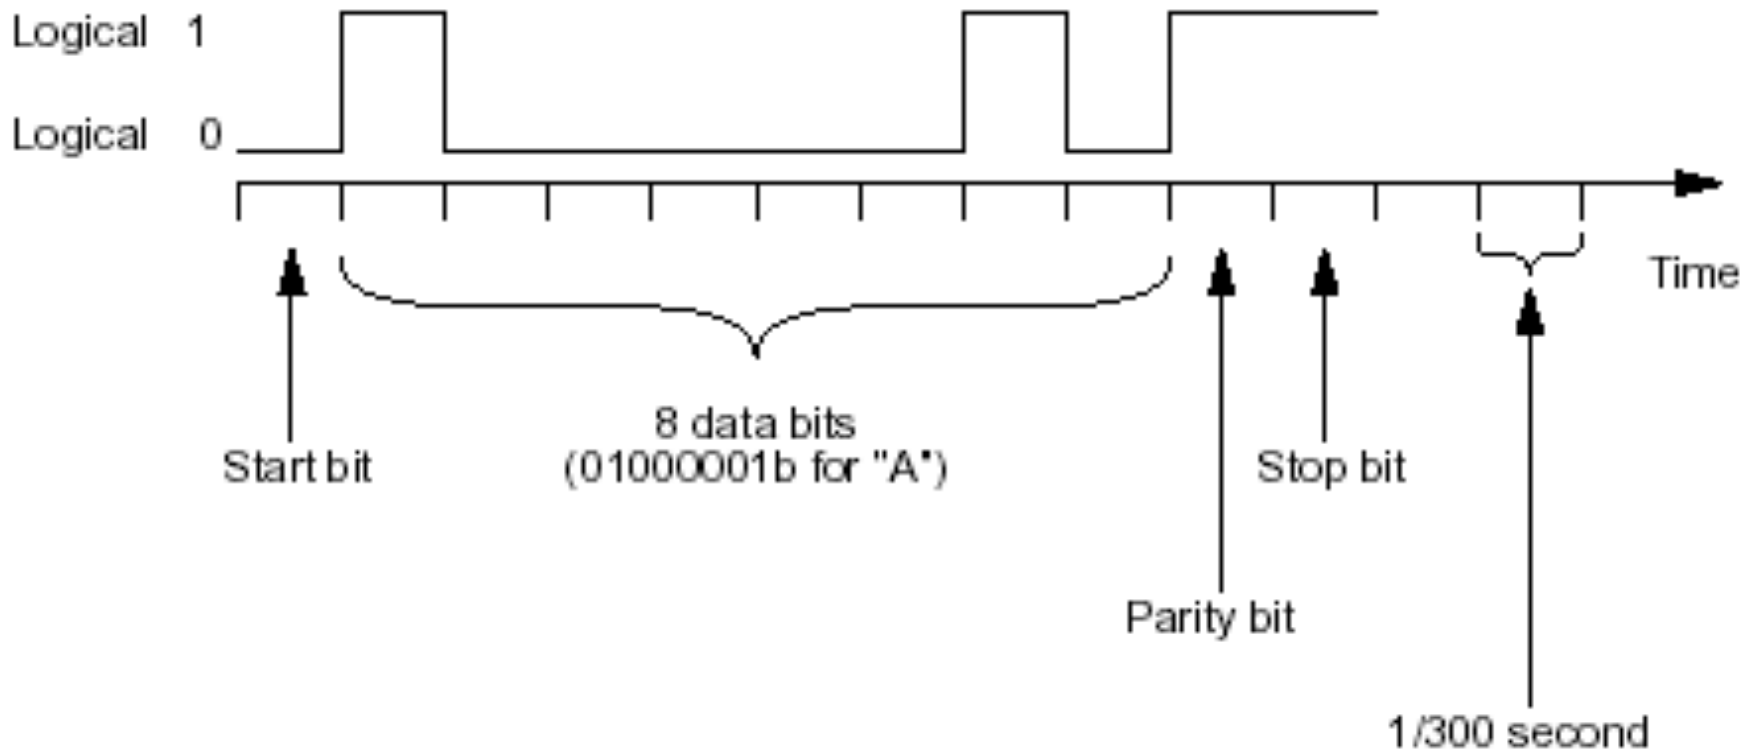 Logical 1
Logical 0
Time
8 data bits
(01000001b for "A")
Start bit
Stop bit
Parity bit
1/300 second